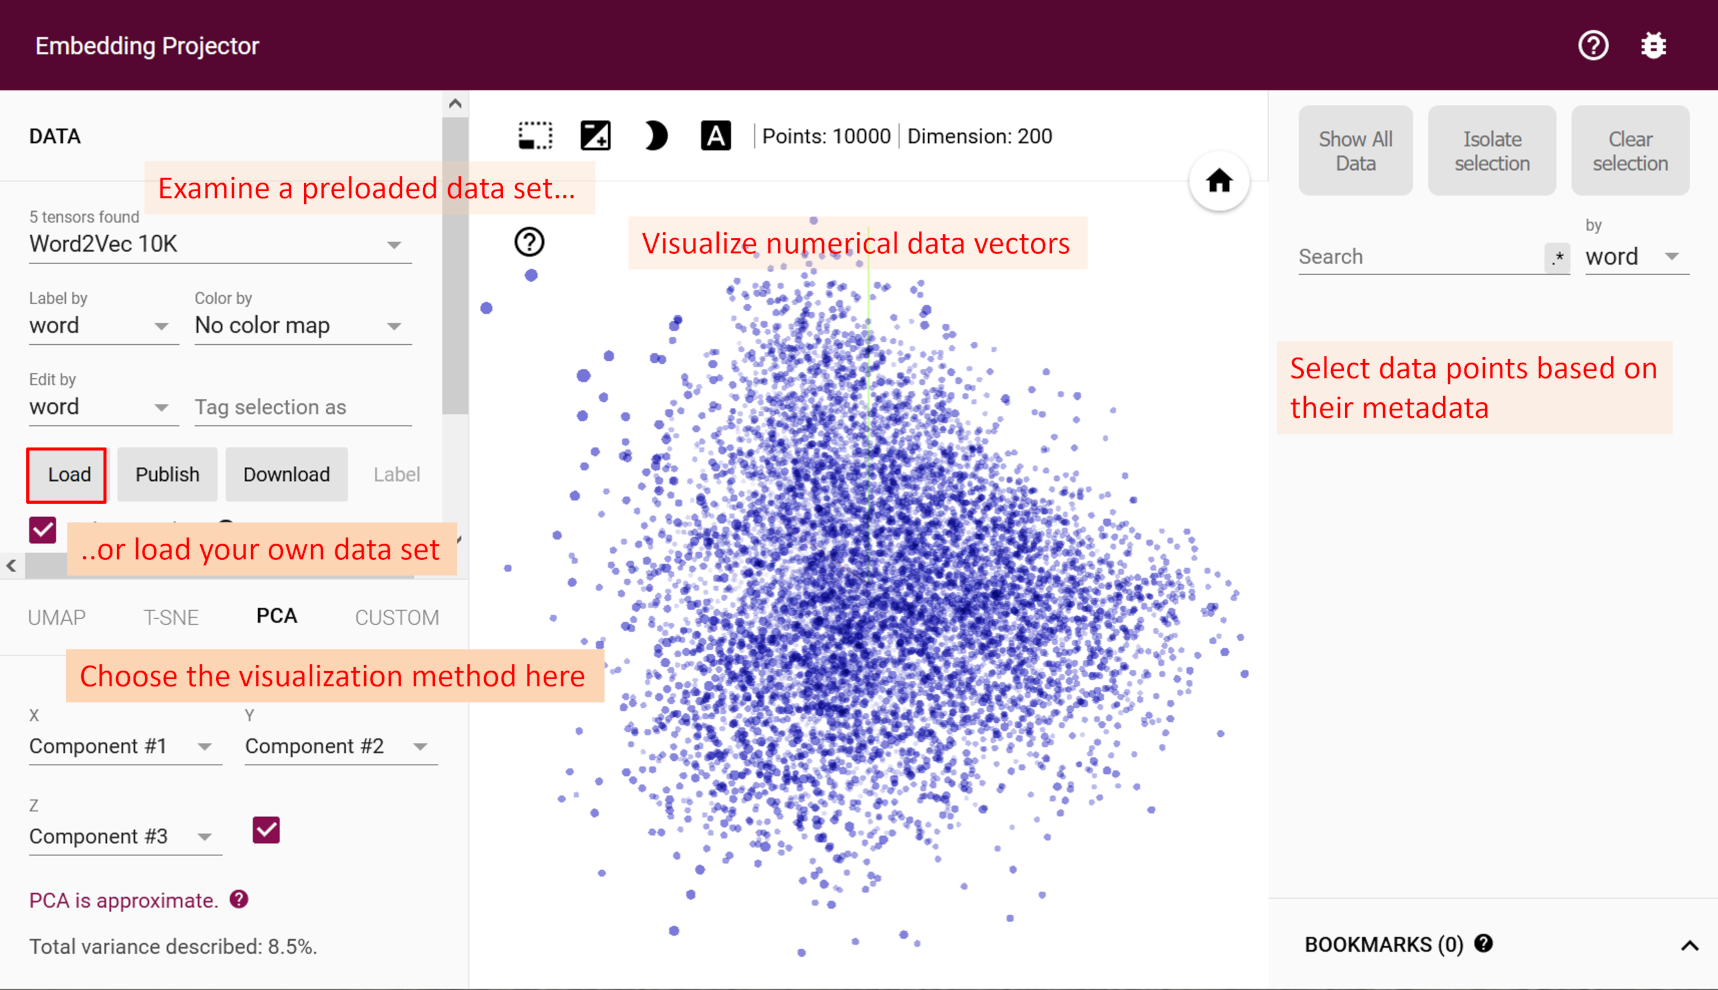 Embedding Projector
DATA
Points: 10000
Dimension: 200
Examine a preloaded data set...
5 tensors found
Word2Vec 10K
Label by
Color by
word
No color map
Edit by
word
Tag selection as
Load
Publish
Download
Label
..or load your own data set
UMAP
T-SNE
PCA
CUSTOM
Choose the visualization method here
X
Y
Component #1
Component #2
Z
Component #3
PCA is approximate.
Total variance described: 8.5%.
A
Visualize numerical data vectors
Show All
Data
Isolate
selection
Clear
selection
by
Search
.*
word
Select data points based on
their metadata
BOOKMARKS (0)